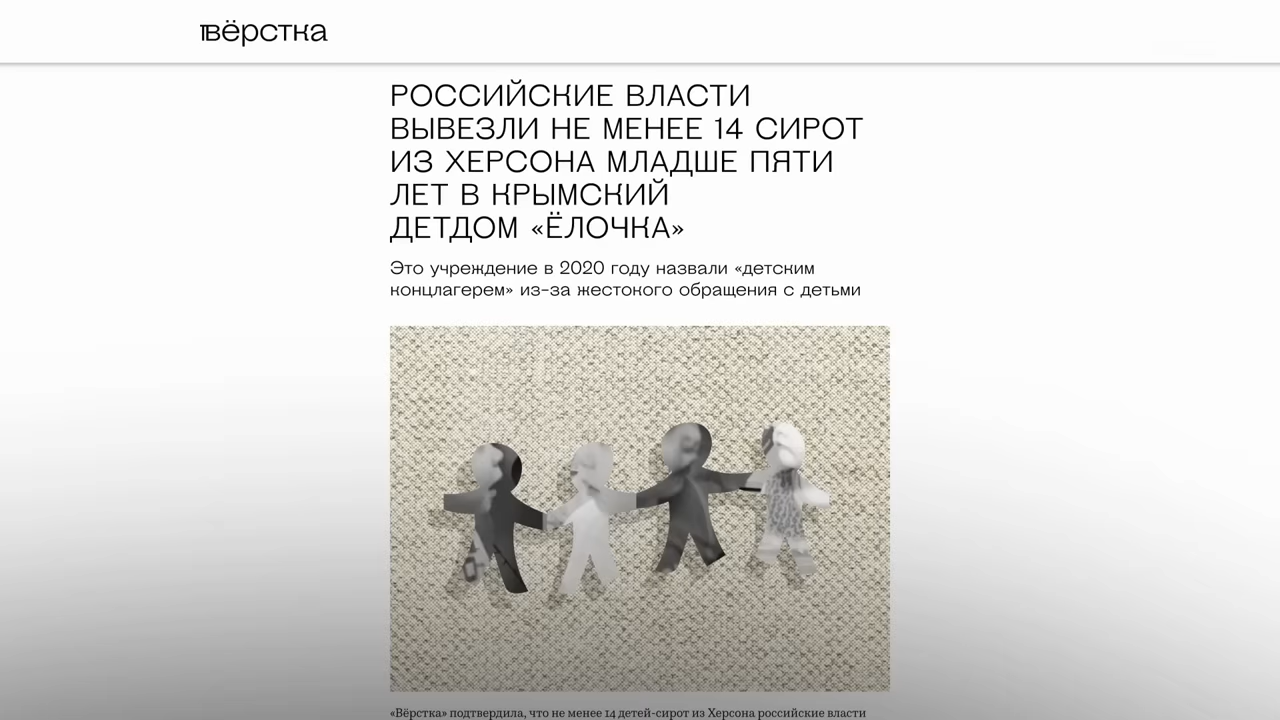 вёрстка
РОССИЙСКИЕ ВЛАСТИ
ВЫВЕЗЛИ НЕ МЕНЕЕ 14 СИРОТ
ИЗ ХЕРСОНА МЛАДШЕ ПЯТИ
ЛЕТ В КРЫМСКИЙ
ДЕТДОМ «ЁЛОЧКА»
Это учреждение в 2020 году назвали «детским
концлагерем» из-за жестокого обращения с детьми
«Вёрстка» подтвердила, что не менее 14 детей-сирот из Херсона российские власти